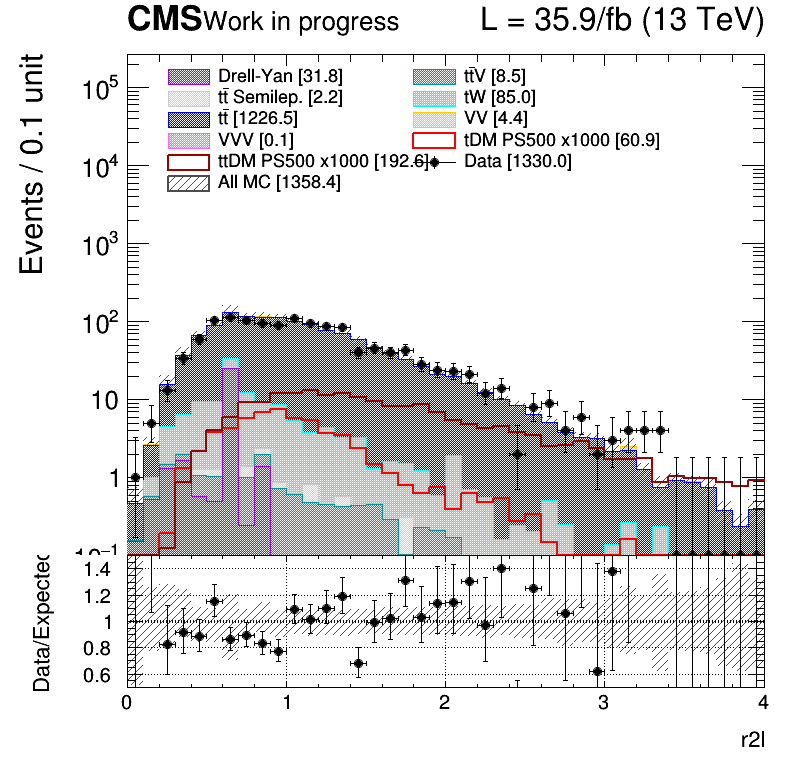 CMS Work in progress L = 35.9/fb (13 TeV)
Events / 0.1 unit
Drell-Yan [31.8] tt̄V [8.5]
tt̄ Semilep. [2.2] tW [85.0]
tt̄ [1226.5] VV [4.4]
VVV [0.1] tDM PS500 x1000 [60.9]
ttDM PS500 x1000 [192.6] Data [1330.0]
All MC [1358.4]
10⁵
10⁴
10³
10²
10
1
10⁻¹
Data/Expected
1.4
1.2
1
0.8
0.6
0 1 2 3 4
r2l